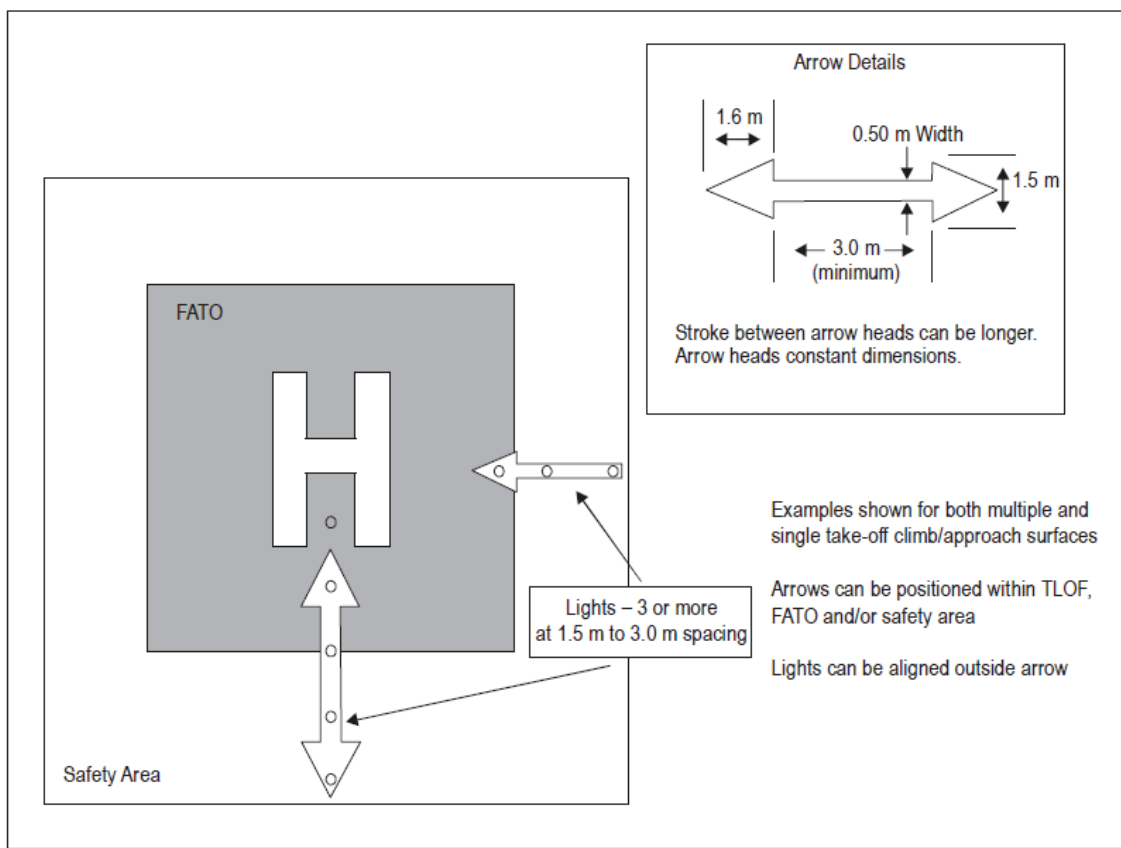 Arrow Details
1.6 m
0.50 m Width
1.5 m
3.0 m
(minimum)
Stroke between arrow heads can be longer.
Arrow heads constant dimensions.
FATO
H
Examples shown for both multiple and
single take-off climb/approach surfaces
Lights – 3 or more
at 1.5 m to 3.0 m spacing
Arrows can be positioned within TLOF,
FATO and/or safety area
Lights can be aligned outside arrow
Safety Area